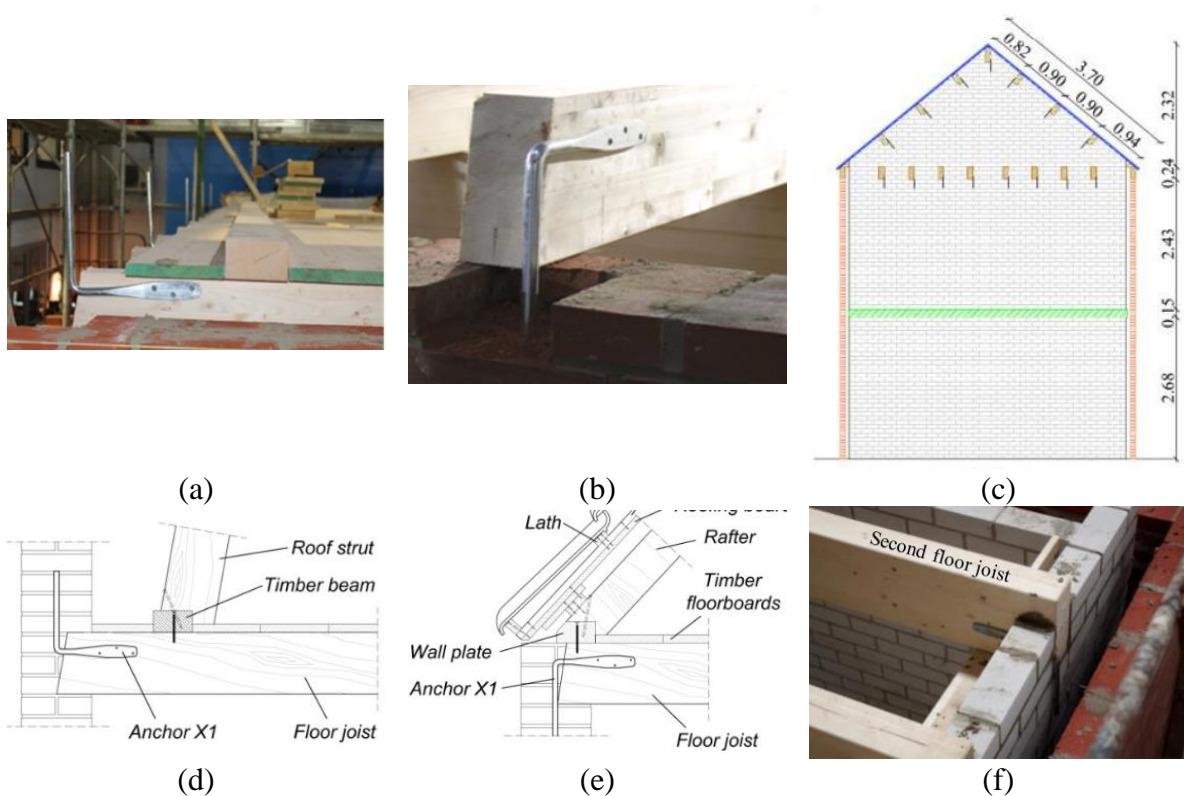 0.82
0.90
3.70
0.90
0.94
2.32
0.24
2.43
0.15
2.68
(a)
(b)
(c)
Roof strut
Timber beam
Anchor X1
Floor joist
Lath
Rafter
Timber
floorboards
Wall plate
Anchor X1
Floor joist
Second floor joist
(d)
(e)
(f)